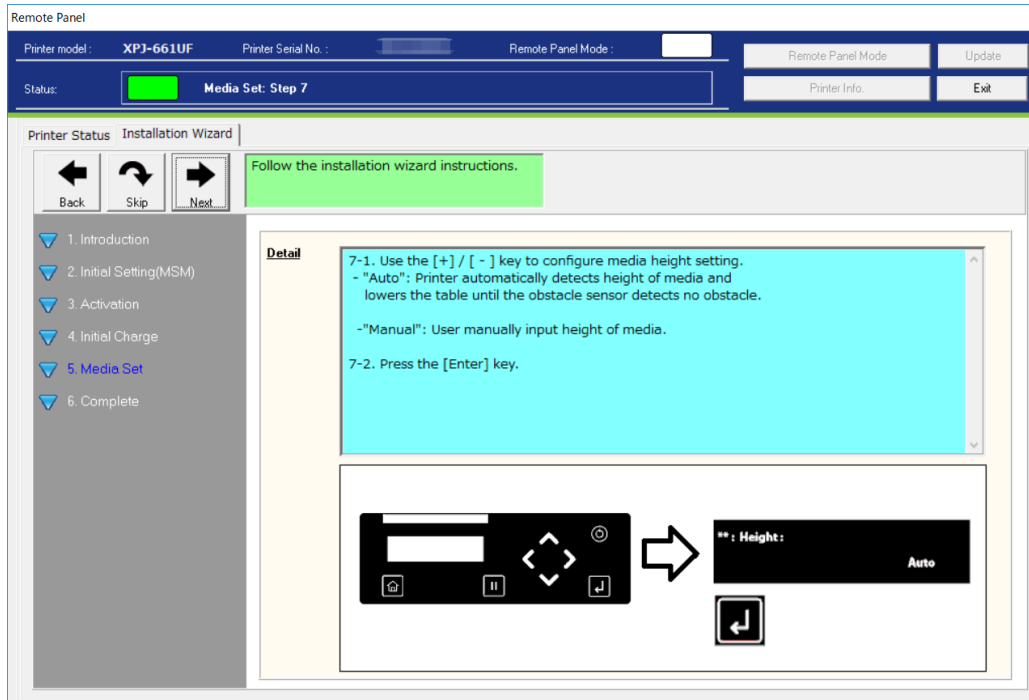 Remote Panel
Printer model : XPJ-661UF Printer Serial No. : Remote Panel Mode :
Remote Panel Mode Update
Status: Media Set: Step 7
Printer Info. Exit
Printer Status Installation Wizard
Back Skip Next
Follow the installation wizard instructions.
1. Introduction
2. Initial Setting(MSM)
3. Activation
4. Initial Charge
5. Media Set
6. Complete
Detail
7-1. Use the [+] / [ - ] key to configure media height setting.
- "Auto": Printer automatically detects height of media and
lowers the table until the obstacle sensor detects no obstacle.
-"Manual": User manually input height of media.
7-2. Press the [Enter] key.
**: Height:
Auto